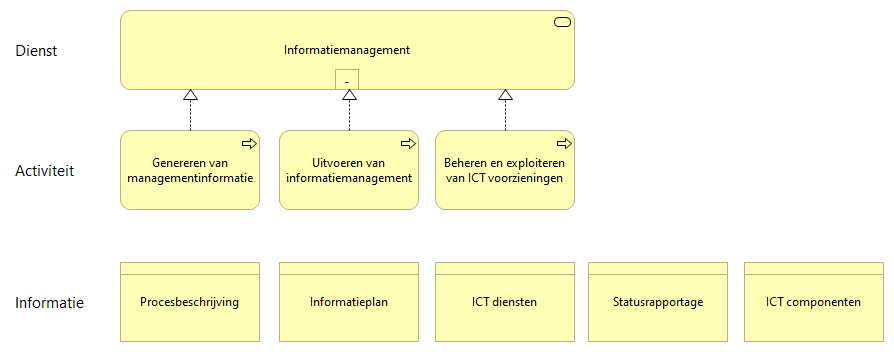 Dienst
Informatiemanagement
-
Activiteit
Genereren van
managementinformatie
Uitvoeren van
informatiemanagement
Beheren en exploiteren
van ICT voorzieningen
Informatie
Procesbeschrijving
Informatieplan
ICT diensten
Statusrapportage
ICT componenten